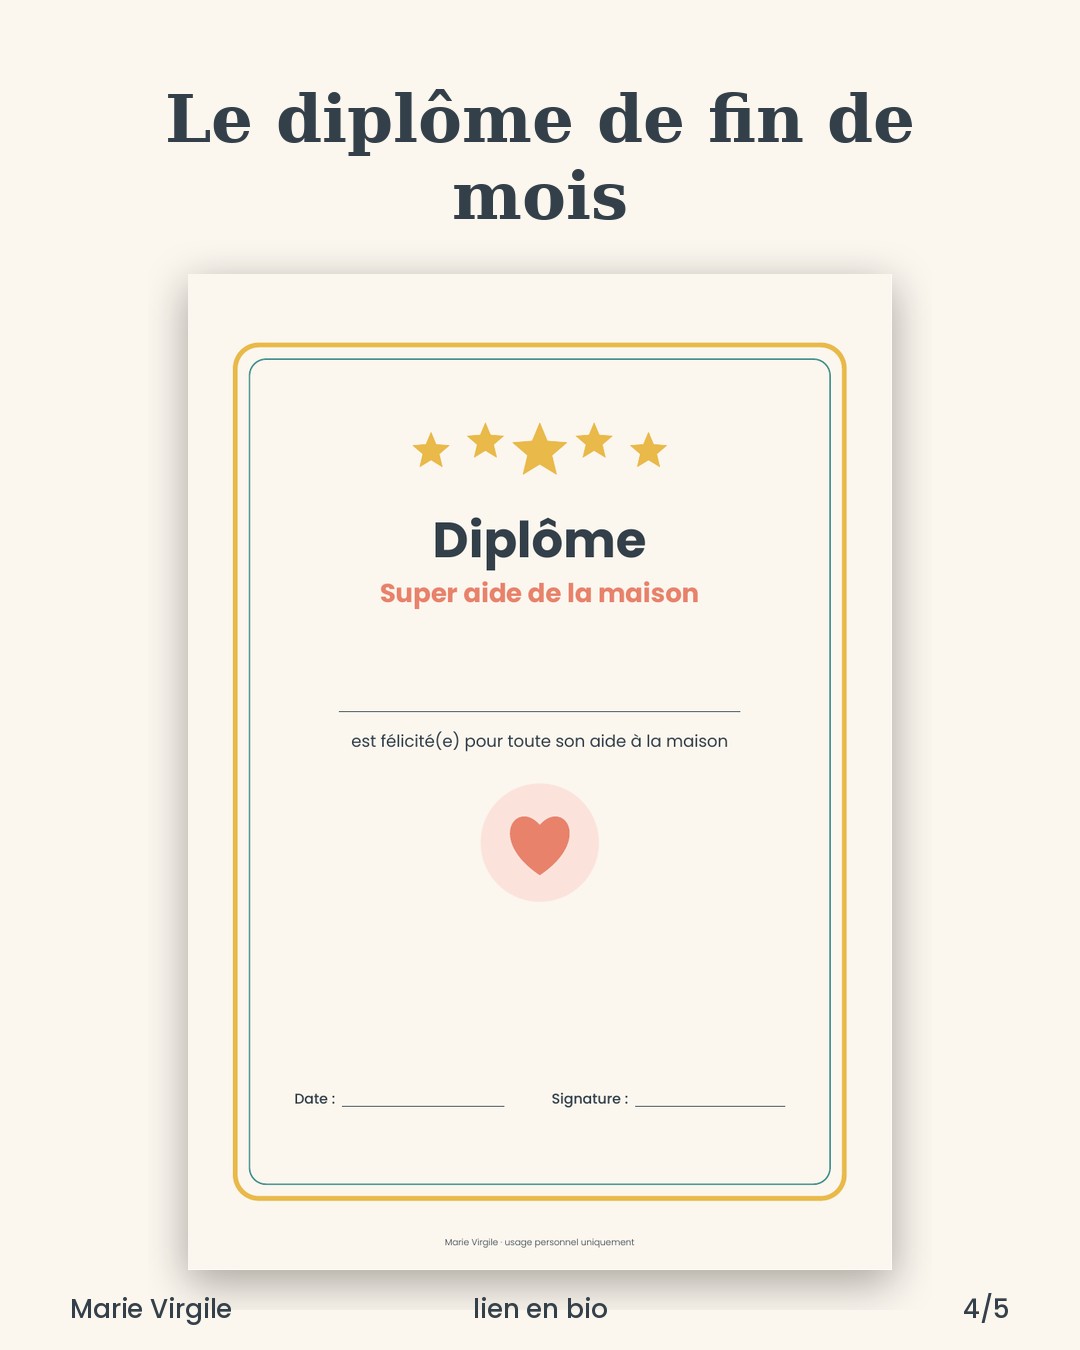 Le diplôme de fin de
mois
Diplôme
Super aide de la maison
est félicité(e) pour toute son aide à la maison
Date : Signature :
Marie Virgile · usage personnel uniquement
Marie Virgile lien en bio 4/5